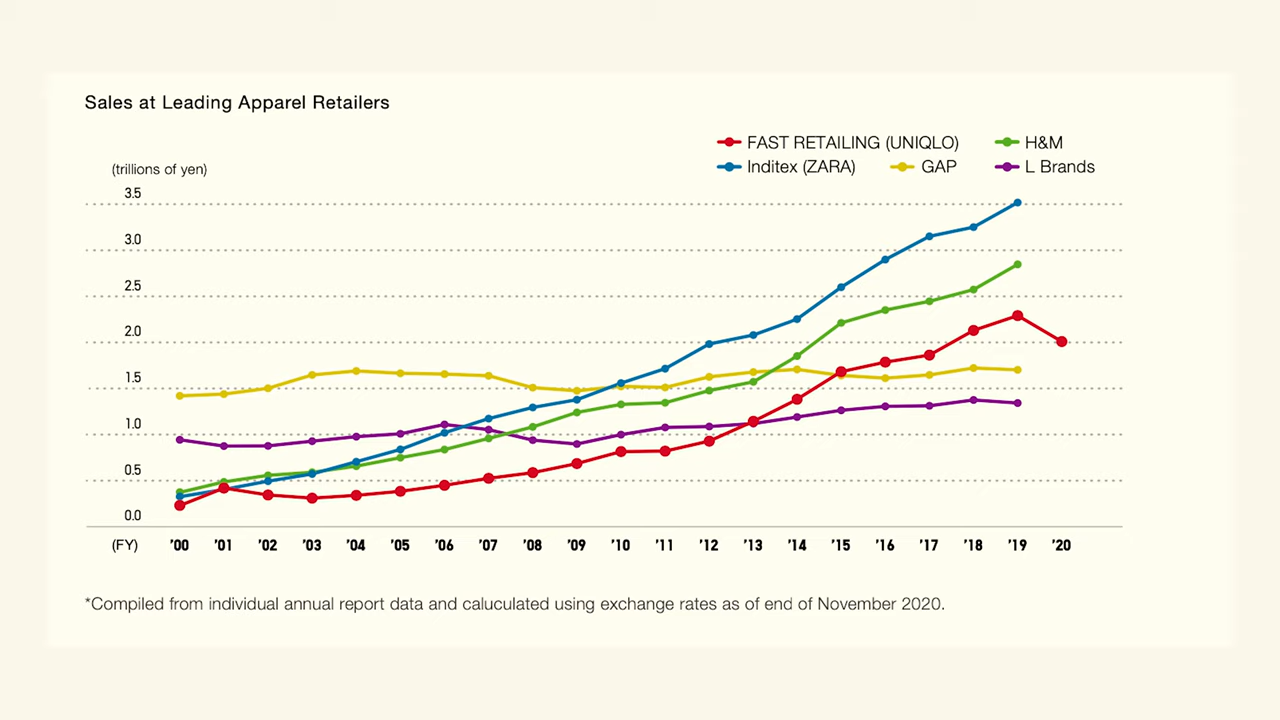 Sales at Leading Apparel Retailers
FAST RETAILING (UNIQLO) H&M
Inditex (ZARA) GAP L Brands
(trillions of yen)
3.5
3.0
2.5
2.0
1.5
1.0
0.5
0.0
(FY) '00 '01 '02 '03 '04 '05 '06 '07 '08 '09 '10 '11 '12 '13 '14 '15 '16 '17 '18 '19 '20
*Compiled from individual annual report data and caluculated using exchange rates as of end of November 2020.